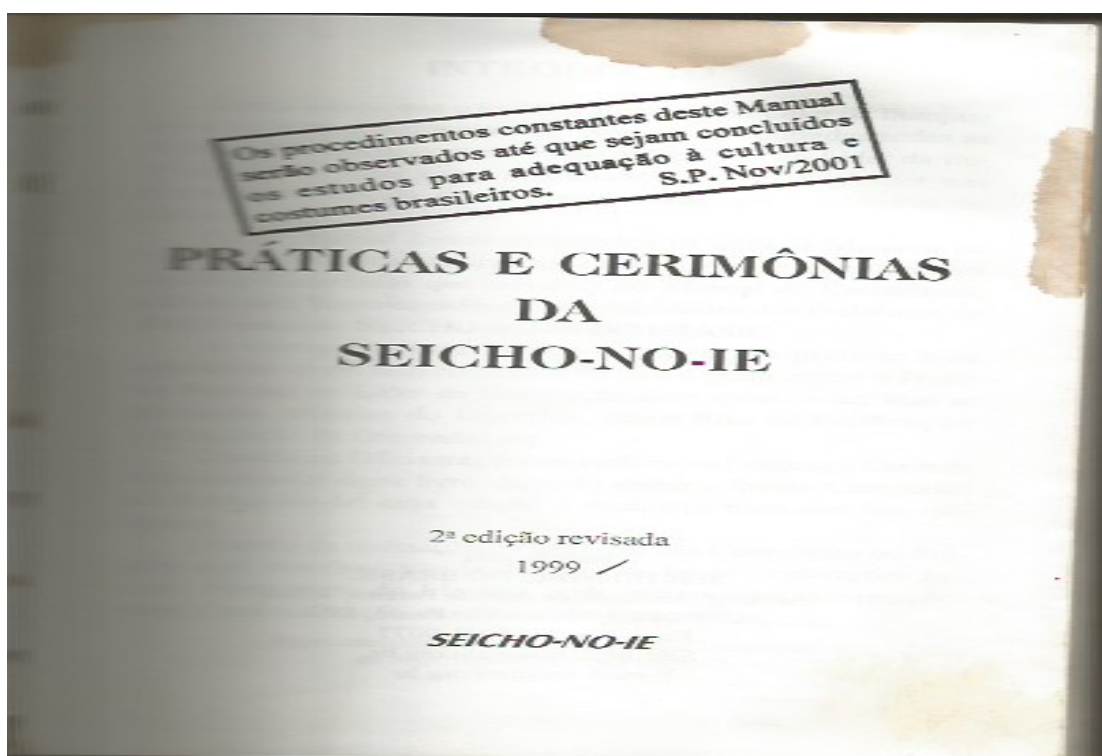 Os procedimentos constantes deste Manual
serão observados até que sejam concluídos
os estudos para adequação à cultura e
costumes brasileiros. S.P. Nov/2001
PRÁTICAS E CERIMÔNIAS
DA
SEICHO-NO-IE
2ª edição revisada
1999
SEICHO-NO-IE